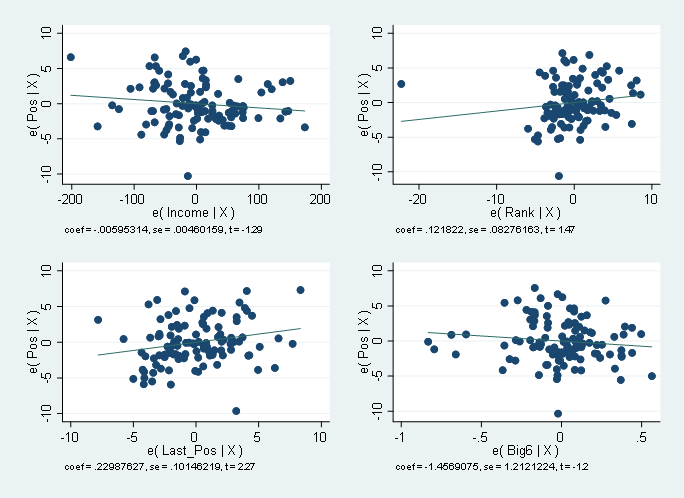 e( Pos | X )
10
5
0
-5
-10
-200 -100 0 100 200
e( Income | X )
coef = -.00595314, se = .00460159, t = -1.29
e( Pos | X )
10
5
0
-5
-10
-20 -10 0 10
e( Rank | X )
coef = .121822, se = .08276163, t = 1.47
e( Pos | X )
10
5
0
-5
-10
-10 -5 0 5 10
e( Last_Pos | X )
coef = .22987627, se = .10146219, t = 2.27
e( Pos | X )
10
5
0
-5
-10
-1 -.5 0 .5
e( Big6 | X )
coef = -1.4569075, se = 1.2121224, t = -1.2